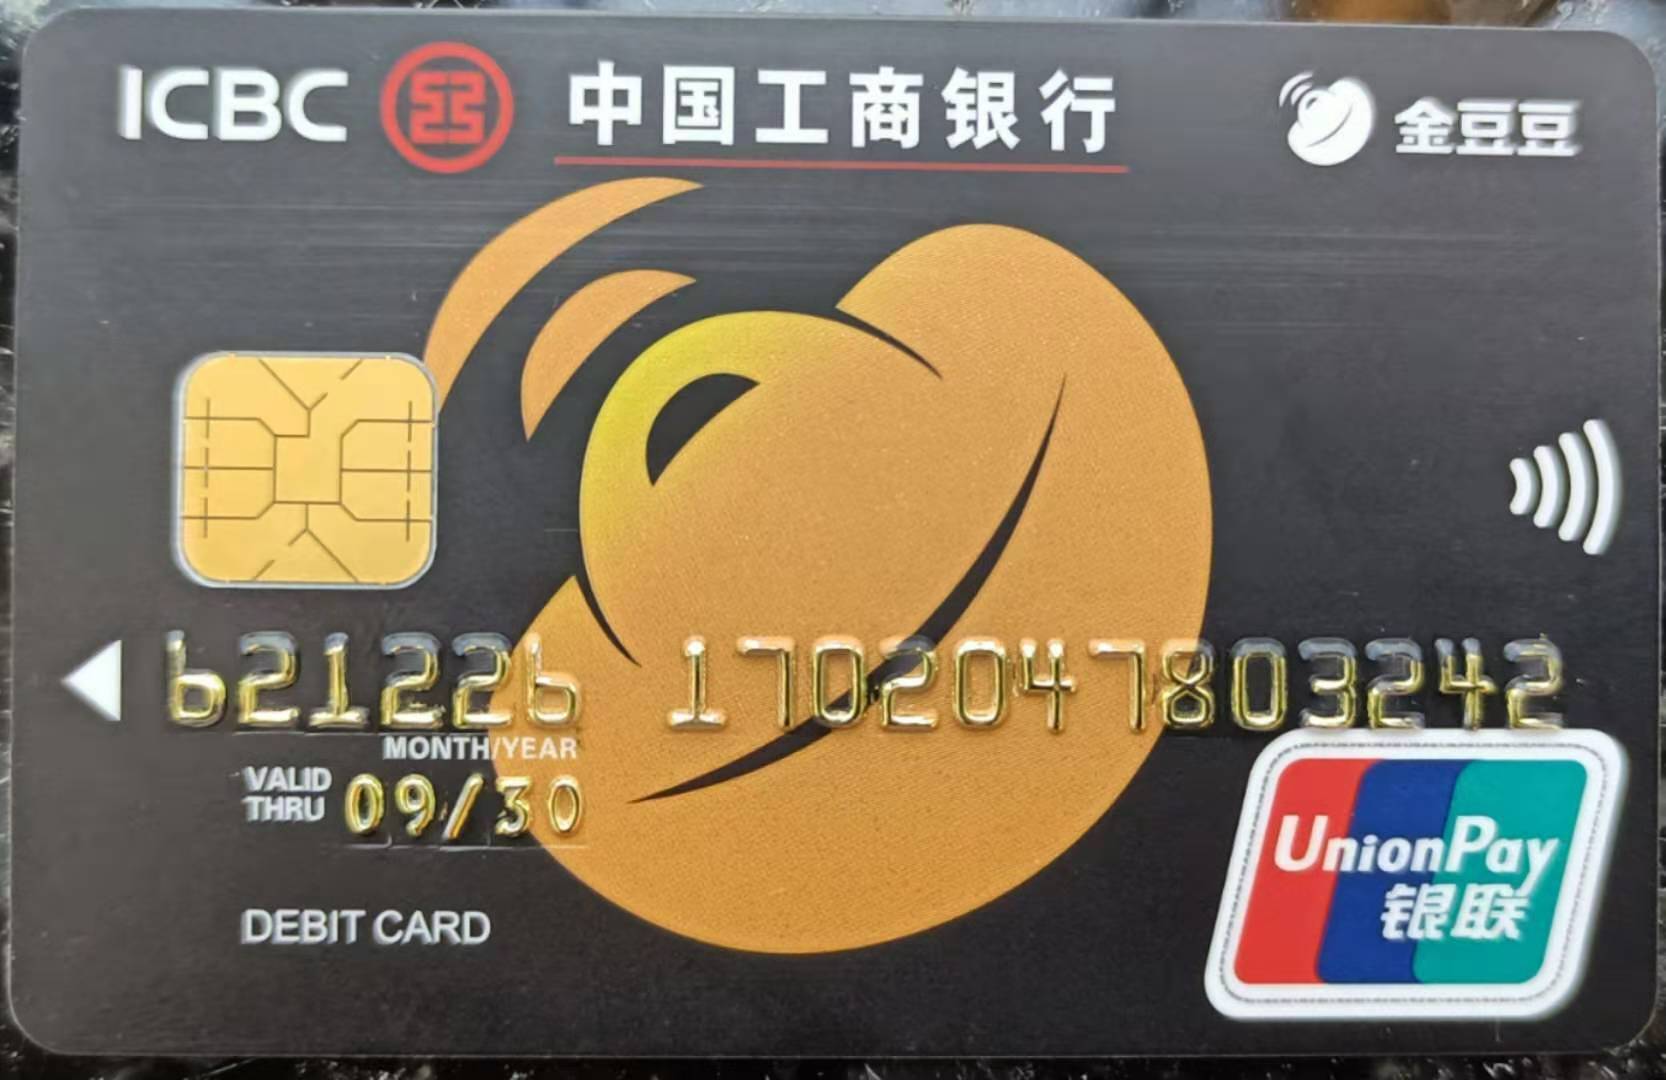 ICBC 中国工商银行 金豆豆
621226 1702047803242
MONTH/YEAR
VALID THRU 09/30
DEBIT CARD
UnionPay
银联